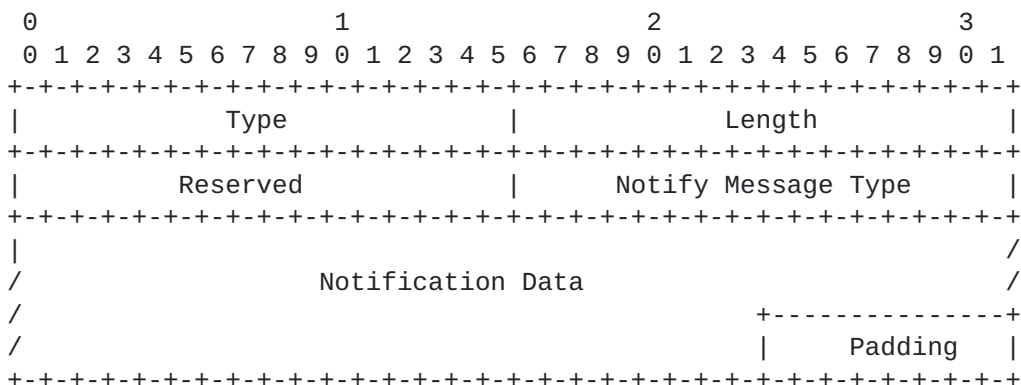 0                   1                   2                   3
 0 1 2 3 4 5 6 7 8 9 0 1 2 3 4 5 6 7 8 9 0 1 2 3 4 5 6 7 8 9 0 1
+-+-+-+-+-+-+-+-+-+-+-+-+-+-+-+-+-+-+-+-+-+-+-+-+-+-+-+-+-+-+-+-+
|             Type              |             Length            |
+-+-+-+-+-+-+-+-+-+-+-+-+-+-+-+-+-+-+-+-+-+-+-+-+-+-+-+-+-+-+-+-+
|          Reserved             |      Notify Message Type      |
+-+-+-+-+-+-+-+-+-+-+-+-+-+-+-+-+-+-+-+-+-+-+-+-+-+-+-+-+-+-+-+-+
|                                                               /
/                   Notification Data                           /
/                                               +---------------+
/                                               |     Padding   |
+-+-+-+-+-+-+-+-+-+-+-+-+-+-+-+-+-+-+-+-+-+-+-+-+-+-+-+-+-+-+-+-+